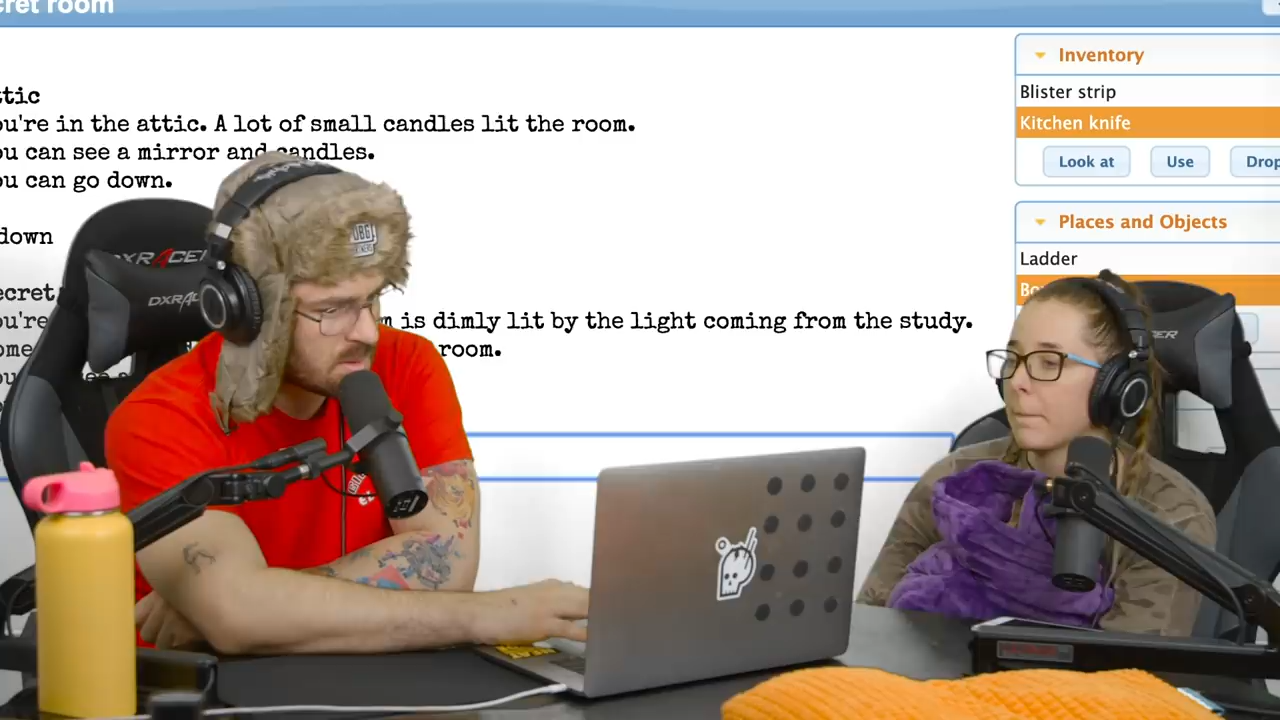 cret room
ttic
ou're in the attic. A lot of small candles lit the room.
ou can see a mirror and candles.
ou can go down.
down
ecret
ou're
m is dimly lit by the light coming from the study.
ome
room.
Inventory
Blister strip
Kitchen knife
Look at
Use
Drop
Places and Objects
Ladder
DXRACER